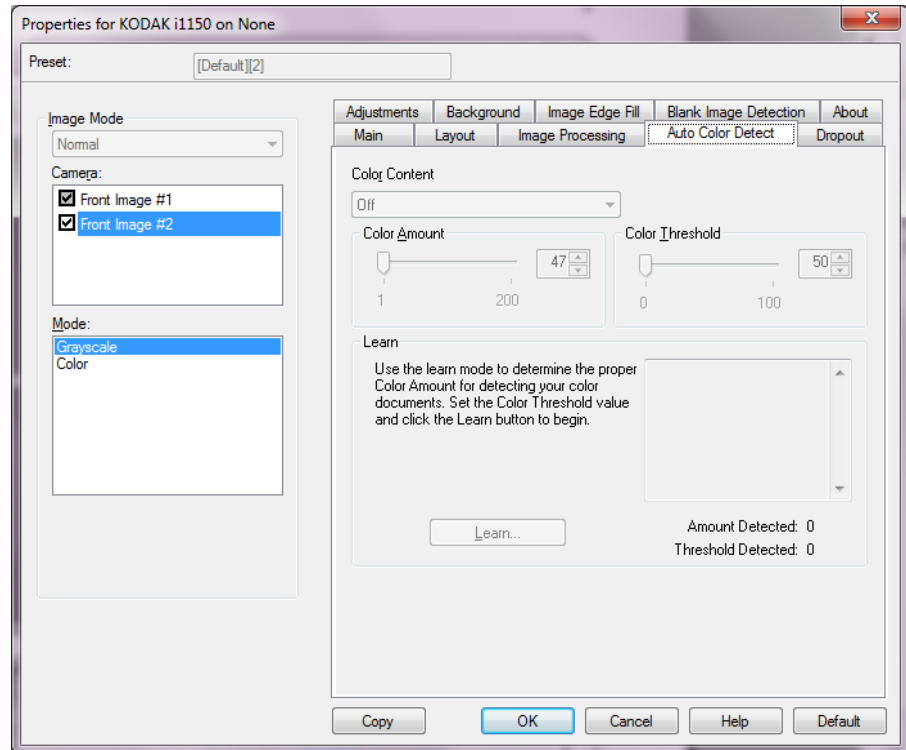 Properties for KODAK i1150 on None
Preset:
[Default][2]
Image Mode
Normal
Camera:
Front Image #1
Front Image #2
Mode:
Grayscale
Color
Adjustments
Background
Image Edge Fill
Blank Image Detection
About
Main
Layout
Image Processing
Auto Color Detect
Dropout
Color Content
Off
Color Amount
47
1
200
Color Threshold
50
0
100
Learn
Use the learn mode to determine the proper
Color Amount for detecting your color
documents. Set the Color Threshold value
and click the Learn button to begin.
Learn...
Amount Detected: 0
Threshold Detected: 0
Copy
OK
Cancel
Help
Default